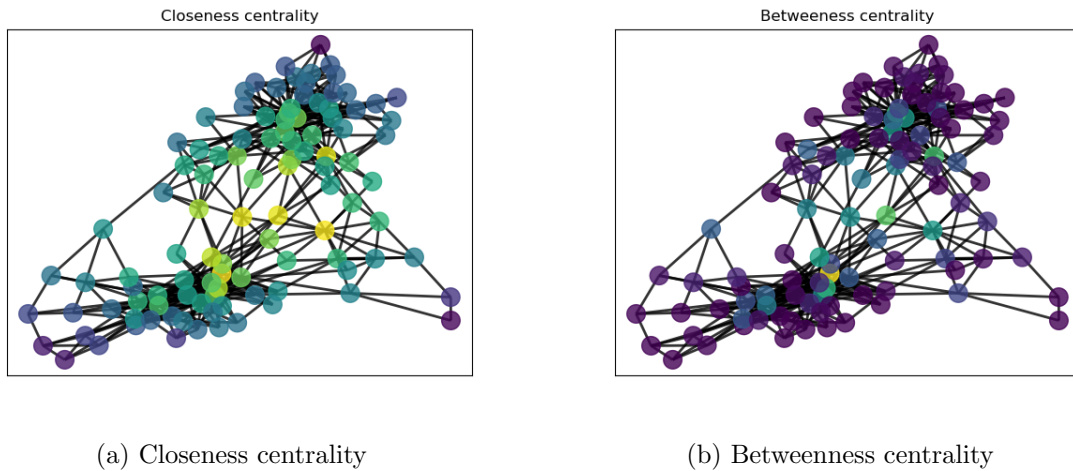 Closeness centrality
Betweeness centrality
(a) Closeness centrality
(b) Betweenness centrality